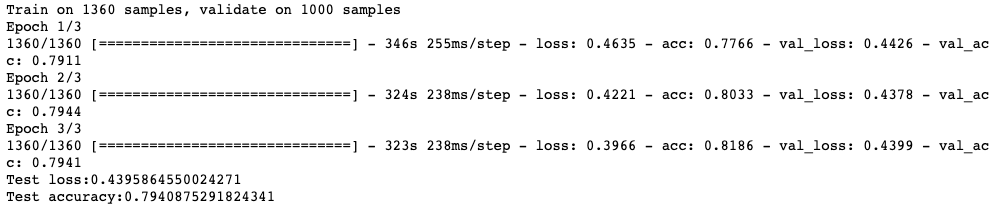 Train on 1360 samples, validate on 1000 samples
Epoch 1/3
1360/1360 [==============================] - 346s 255ms/step - loss: 0.4635 - acc: 0.7766 - val_loss: 0.4426 - val_ac
c: 0.7911
Epoch 2/3
1360/1360 [==============================] - 324s 238ms/step - loss: 0.4221 - acc: 0.8033 - val_loss: 0.4378 - val_ac
c: 0.7944
Epoch 3/3
1360/1360 [==============================] - 323s 238ms/step - loss: 0.3966 - acc: 0.8186 - val_loss: 0.4399 - val_ac
c: 0.7941
Test loss:0.4395864550024271
Test accuracy:0.7940875291824341